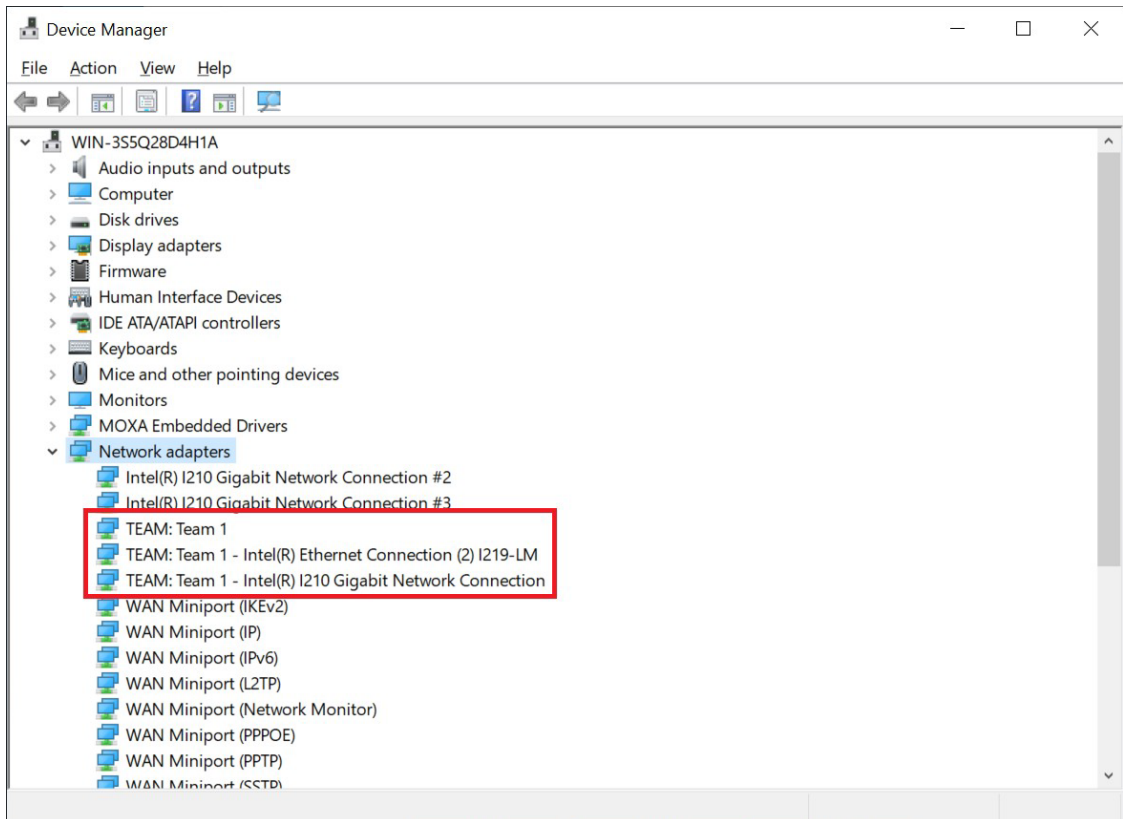 Device Manager
File Action View Help
WIN-3S5Q28D4H1A
Audio inputs and outputs
Computer
Disk drives
Display adapters
Firmware
Human Interface Devices
IDE ATA/ATAPI controllers
Keyboards
Mice and other pointing devices
Monitors
MOXA Embedded Drivers
Network adapters
Intel(R) I210 Gigabit Network Connection #2
Intel(R) I210 Gigabit Network Connection #3
TEAM: Team 1
TEAM: Team 1 - Intel(R) Ethernet Connection (2) I219-LM
TEAM: Team 1 - Intel(R) I210 Gigabit Network Connection
WAN Miniport (IKEv2)
WAN Miniport (IP)
WAN Miniport (IPv6)
WAN Miniport (L2TP)
WAN Miniport (Network Monitor)
WAN Miniport (PPPOE)
WAN Miniport (PPTP)
WAN Miniport (SSTP)